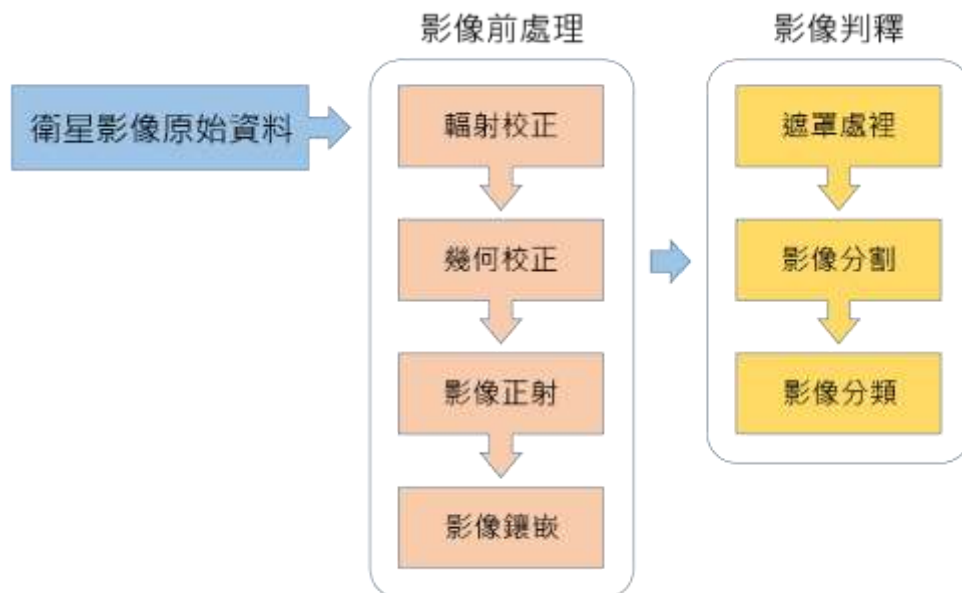 影像前處理
影像判釋
衛星影像原始資料
輻射校正
幾何校正
影像正射
影像鑲嵌
遮罩處裡
影像分割
影像分類